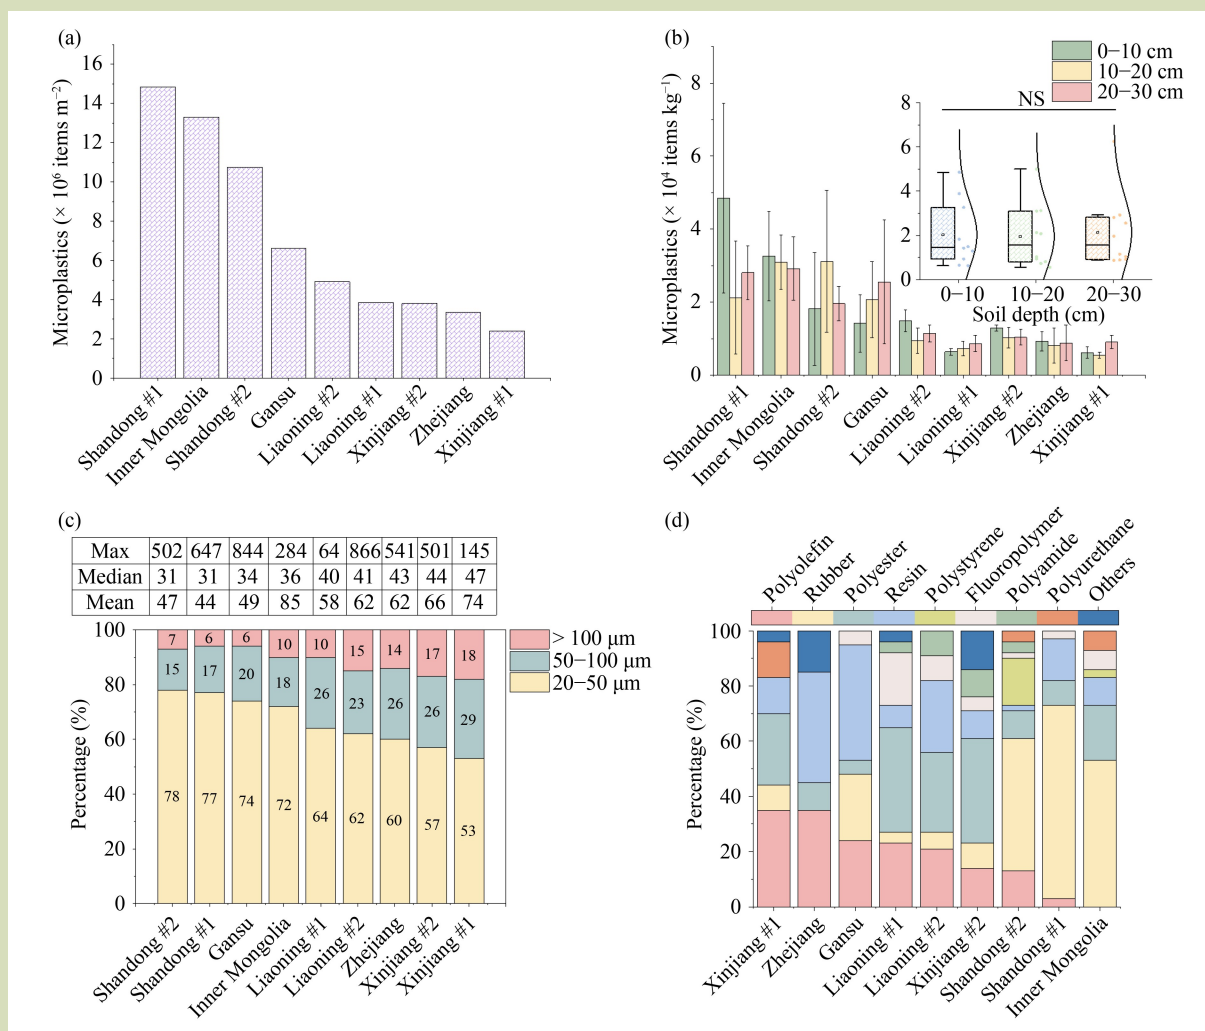 (a)
Microplastics (× 10⁶ items m⁻²)
16
14
12
10
8
6
4
2
0
Shandong #1
Inner Mongolia
Shandong #2
Gansu
Liaoning #2
Liaoning #1
Xinjiang #2
Zhejiang
Xinjiang #1
(b)
0−10 cm
10−20 cm
20−30 cm
Microplastics (× 10⁴ items kg⁻¹)
8
6
4
2
0
NS
8
6
4
2
0
0−10
10−20
20−30
Soil depth (cm)
Shandong #1
Inner Mongolia
Shandong #2
Gansu
Liaoning #2
Liaoning #1
Xinjiang #2
Zhejiang
Xinjiang #1
(c)
Max 502 647 844 284 64 866 541 501 145
Median 31 31 34 36 40 41 43 44 47
Mean 47 44 49 85 58 62 62 66 74
> 100 μm
50−100 μm
20−50 μm
Percentage (%)
100
80
60
40
20
0
7 6 6 10 10 15 14 17 18
15 17 20 18 26 23 26 26 29
78 77 74 72 64 62 60 57 53
Shandong #2
Shandong #1
Gansu
Inner Mongolia
Liaoning #1
Liaoning #2
Zhejiang
Xinjiang #2
Xinjiang #1
(d)
Polyolefin
Rubber
Polyester
Resin
Polystyrene
Fluoropolymer
Polyamide
Polyurethane
Others
Percentage (%)
100
80
60
40
20
0
Xinjiang #1
Zhejiang
Gansu
Liaoning #1
Liaoning #2
Xinjiang #2
Shandong #2
Shandong #1
Inner Mongolia